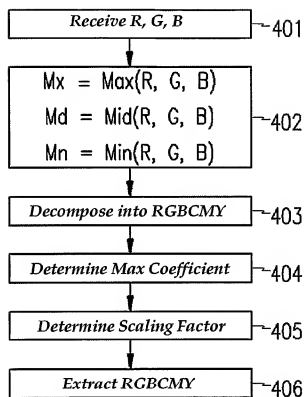 Receive R, G, B
401
Mx = Max(R, G, B)
Md = Mid(R, G, B)
402
Mn = Min(R, G, B)
Decompose into RGBCMY
403
Determine Max Coefficient
404
Determine Scaling Factor
405
Extract RGBCMY
406